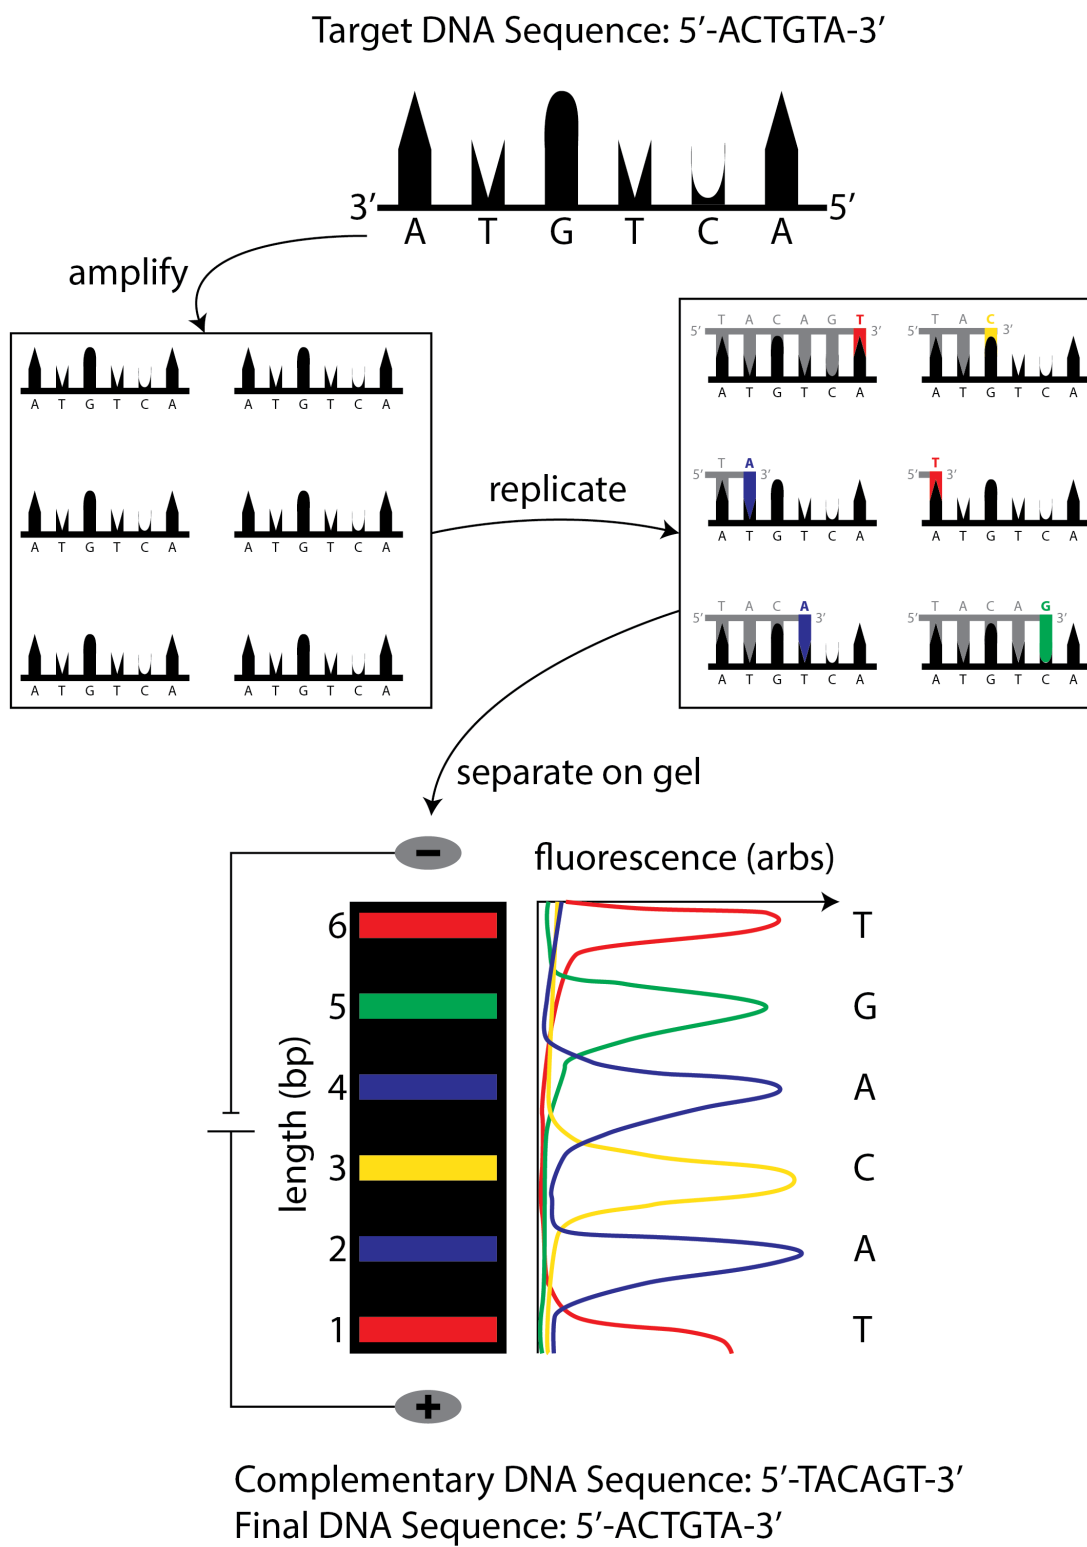 Target DNA Sequence: 5’-ACTGTA-3’
3’ 5’
A T G T C A
amplify
A T G T C A A T G T C A
A T G T C A A T G T C A
A T G T C A A T G T C A
replicate
T A C A G T T A C
5’ 3’ 5’ 3’
A T G T C A A T G T C A
T A T
5’ 3’ 5’ 3’
A T G T C A A T G T C A
T A C A T A C A G
5’ 3’ 5’ 3’
A T G T C A A T G T C A
separate on gel
−
fluorescence (arbs)
length (bp)
6 T
5 G
4 A
3 C
2 A
1 T
+
Complementary DNA Sequence: 5’-TACAGT-3’
Final DNA Sequence: 5’-ACTGTA-3’